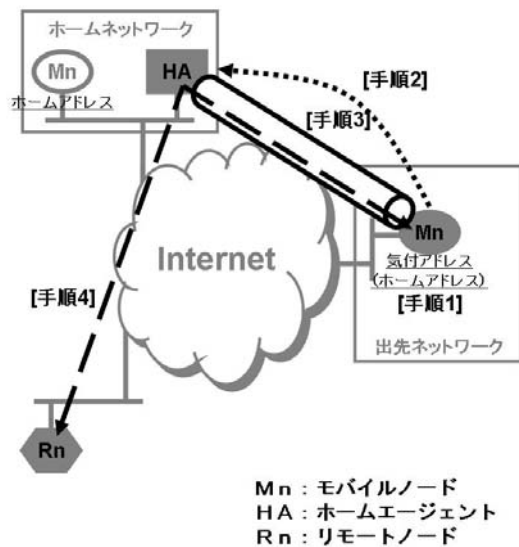 ホームネットワーク
Mn
HA
ホームアドレス
[手順2]
[手順3]
Internet
Mn
気付アドレス
(ホームアドレス)
[手順1]
[手順4]
出先ネットワーク
Rn
Mn：モバイルノード
HA：ホームエージェント
Rn：リモートノード